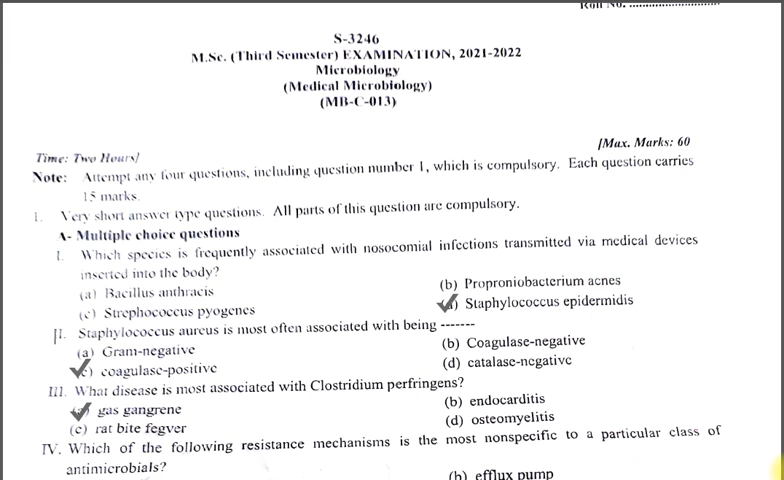 Roll No. ........................
S-3246
M.Sc. (Third Semester) EXAMINATION, 2021-2022
Microbiology
(Medical Microbiology)
(MB-C-013)
[Max. Marks: 60
Time: Two Hours]
Note: Attempt any four questions, including question number 1, which is compulsory. Each question carries
15 marks.
1. Very short answer type questions. All parts of this question are compulsory.
A- Multiple choice questions
I. Which species is frequently associated with nosocomial infections transmitted via medical devices
inserted into the body?
(a) Bacillus anthracis (b) Proproniobacterium acnes
(c) Strephococcus pyogenes (d) Staphylococcus epidermidis
II. Staphylococcus aureus is most often associated with being -------
(a) Gram-negative (b) Coagulase-negative
(c) coagulase-positive (d) catalase-negative
III. What disease is most associated with Clostridium perfringens?
(a) gas gangrene (b) endocarditis
(c) rat bite fegver (d) osteomyelitis
IV. Which of the following resistance mechanisms is the most nonspecific to a particular class of
antimicrobials?
(b) efflux pump